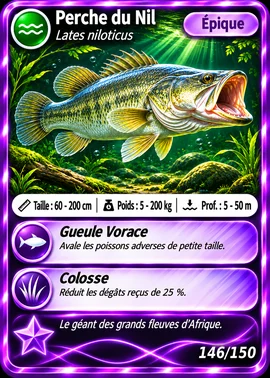 Perche du Nil
Épique
Lates niloticus
Taille : 60 - 200 cm | Poids : 5 - 200 kg | Prof. : 5 - 50 m
Gueule Vorace
Avale les poissons adverses de petite taille.
Colosse
Réduit les dégâts reçus de 25 %.
Le géant des grands fleuves d'Afrique.
146/150